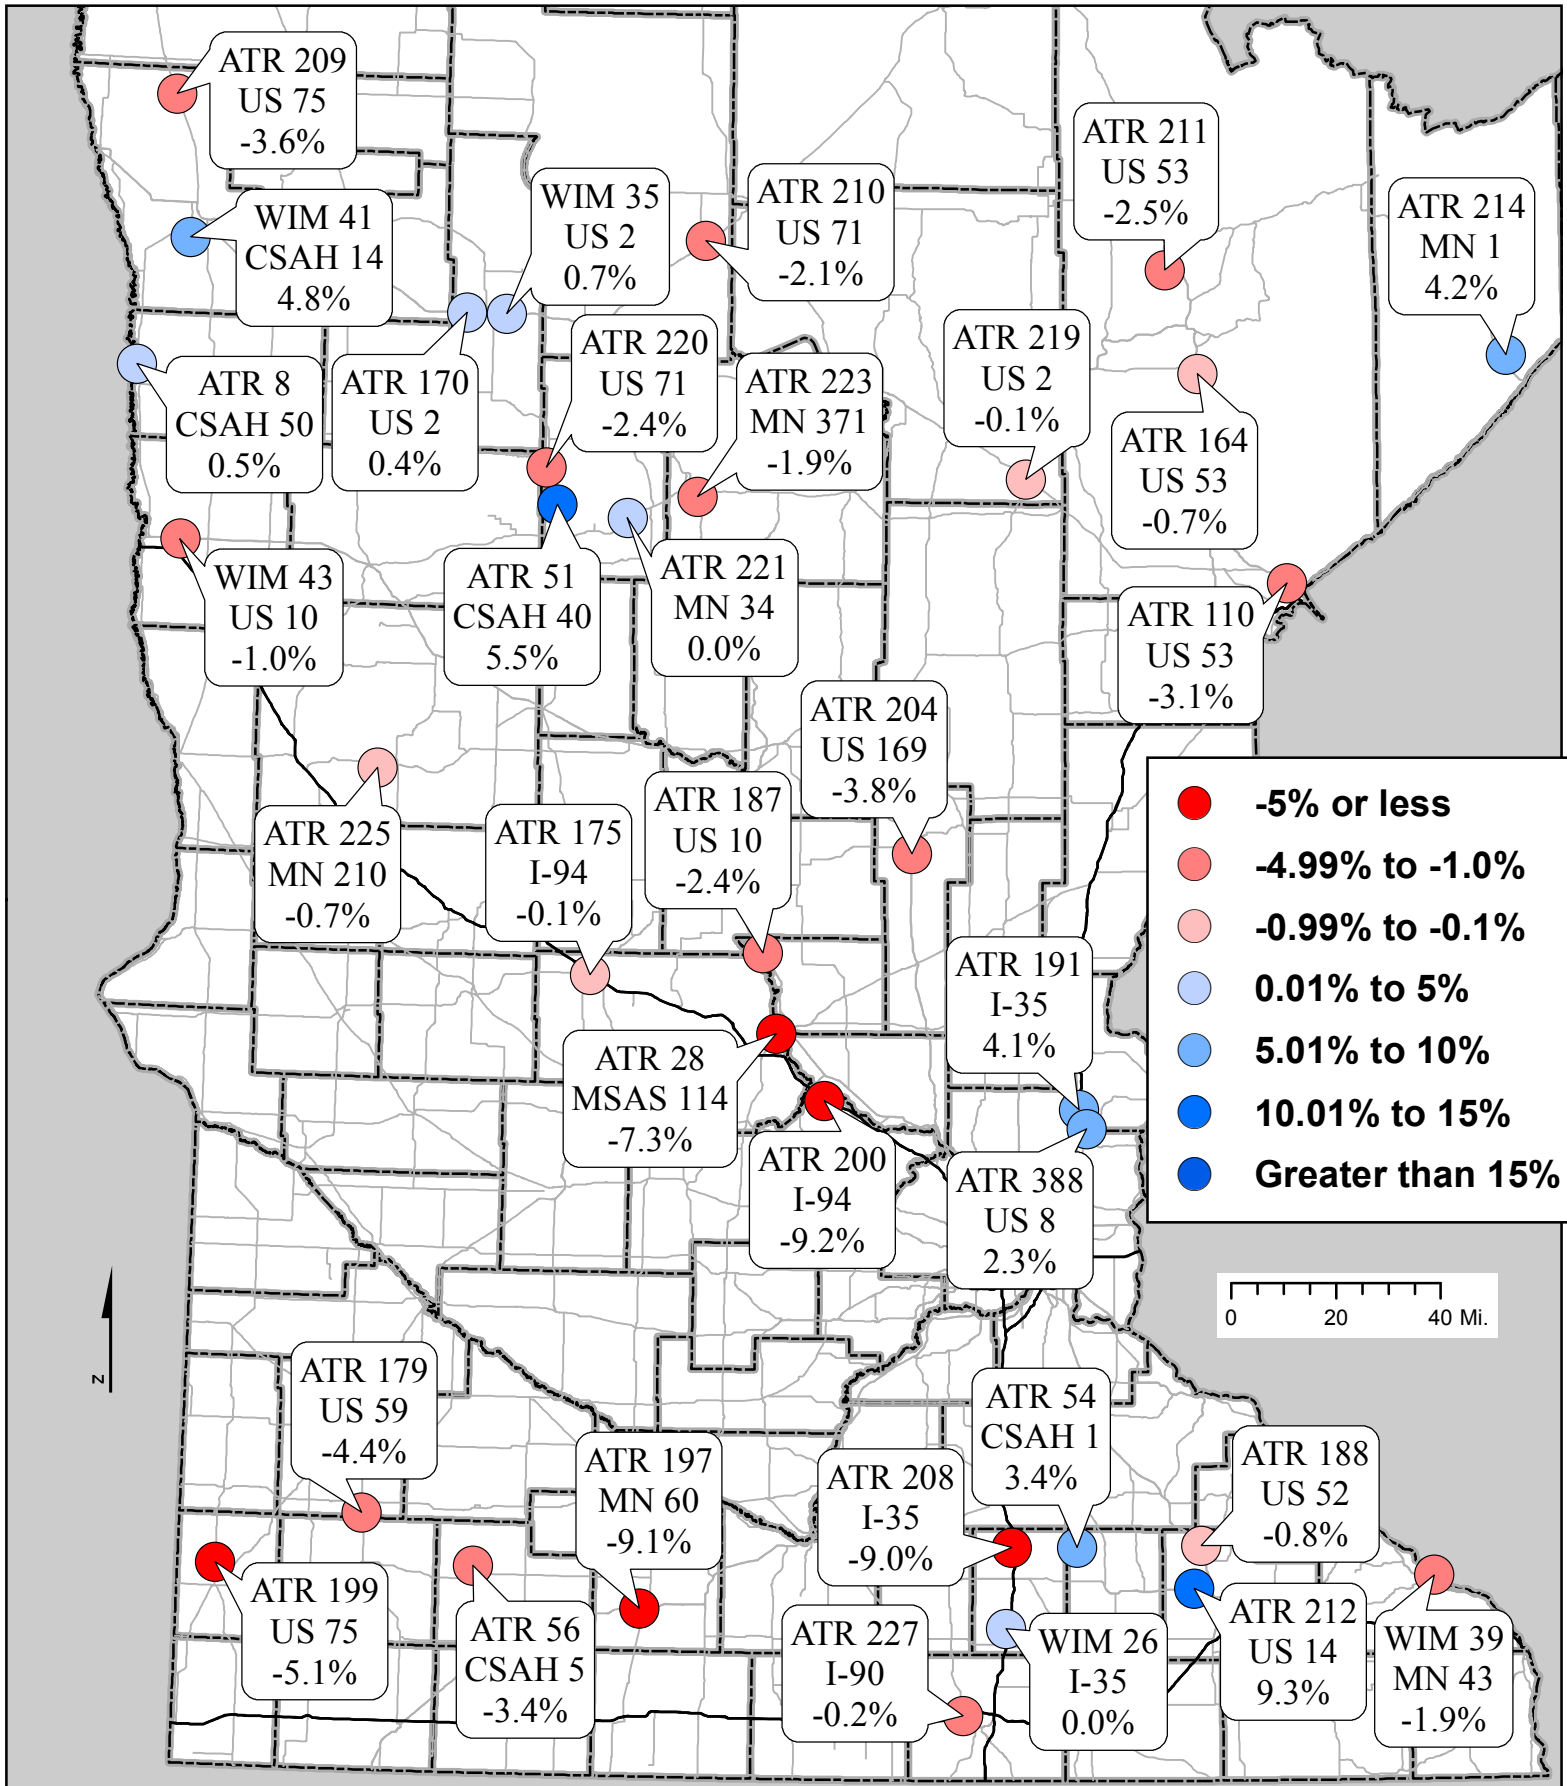 ATR 209
US 75
-3.6%
WIM 41
CSAH 14
4.8%
WIM 35
US 2
0.7%
ATR 210
US 71
-2.1%
ATR 211
US 53
-2.5%
ATR 214
MN 1
4.2%
ATR 8
CSAH 50
0.5%
ATR 170
US 2
0.4%
ATR 220
US 71
-2.4%
ATR 223
MN 371
-1.9%
ATR 219
US 2
-0.1%
ATR 164
US 53
-0.7%
WIM 43
US 10
-1.0%
ATR 51
CSAH 40
5.5%
ATR 221
MN 34
0.0%
ATR 110
US 53
-3.1%
ATR 204
US 169
-3.8%
ATR 225
MN 210
-0.7%
ATR 175
I-94
-0.1%
ATR 187
US 10
-2.4%
ATR 191
I-35
4.1%
ATR 28
MSAS 114
-7.3%
ATR 200
I-94
-9.2%
ATR 388
US 8
2.3%
-5% or less
-4.99% to -1.0%
-0.99% to -0.1%
0.01% to 5%
5.01% to 10%
10.01% to 15%
Greater than 15%
0 20 40 Mi.
N
ATR 179
US 59
-4.4%
ATR 197
MN 60
-9.1%
ATR 208
I-35
-9.0%
ATR 54
CSAH 1
3.4%
ATR 188
US 52
-0.8%
ATR 199
US 75
-5.1%
ATR 56
CSAH 5
-3.4%
ATR 227
I-90
-0.2%
WIM 26
I-35
0.0%
ATR 212
US 14
9.3%
WIM 39
MN 43
-1.9%